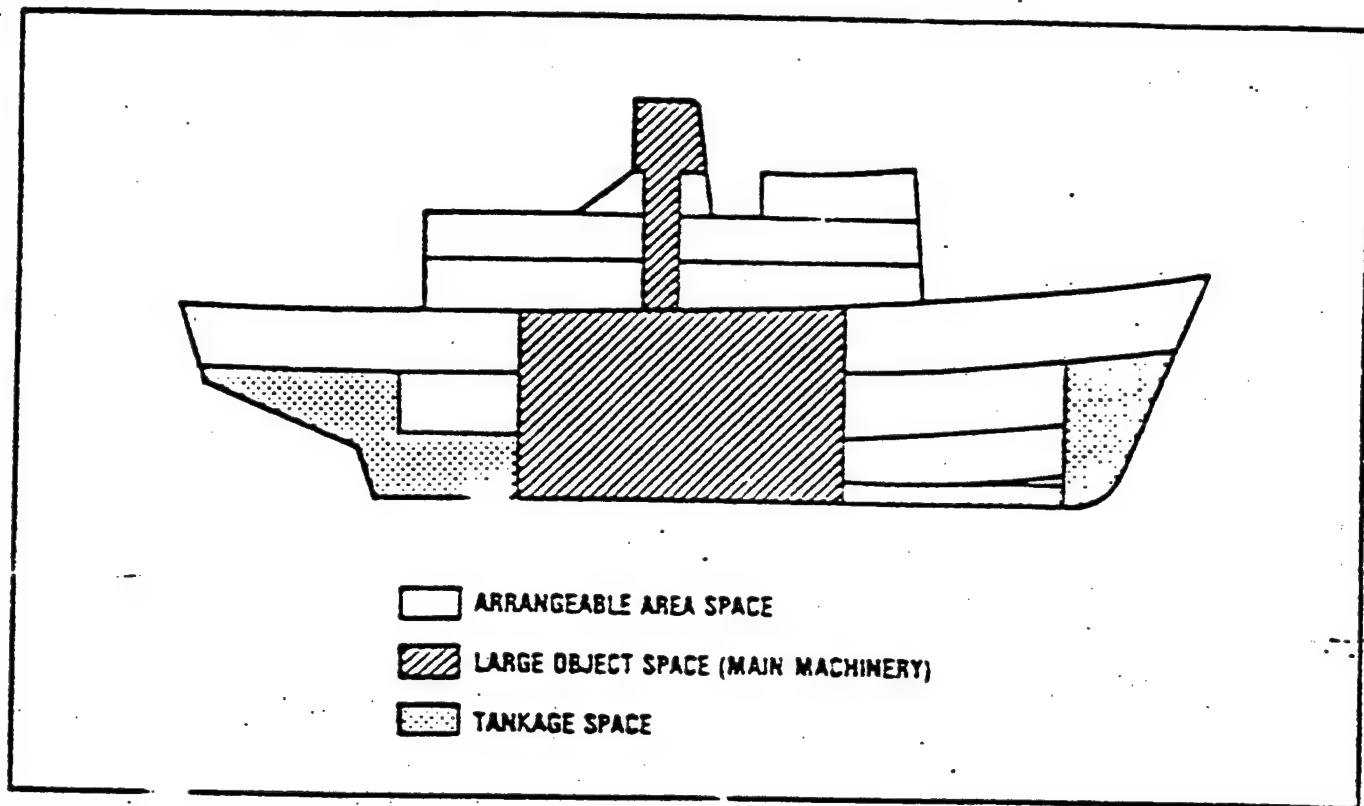 ARRANGEABLE AREA SPACE
LARGE OBJECT SPACE (MAIN MACHINERY)
TANKAGE SPACE